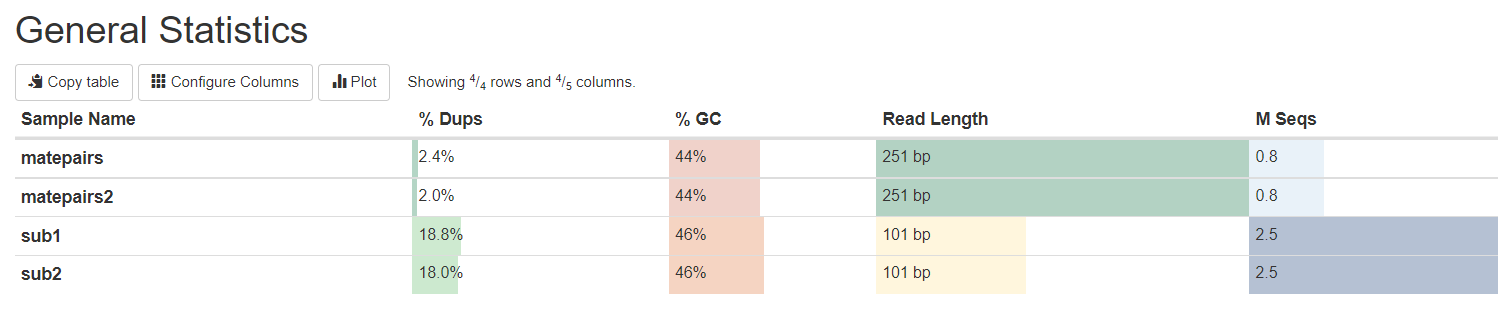 General Statistics
Copy table Configure Columns Plot Showing 4/4 rows and 4/5 columns.
Sample Name % Dups % GC Read Length M Seqs
matepairs 2.4% 44% 251 bp 0.8
matepairs2 2.0% 44% 251 bp 0.8
sub1 18.8% 46% 101 bp 2.5
sub2 18.0% 46% 101 bp 2.5